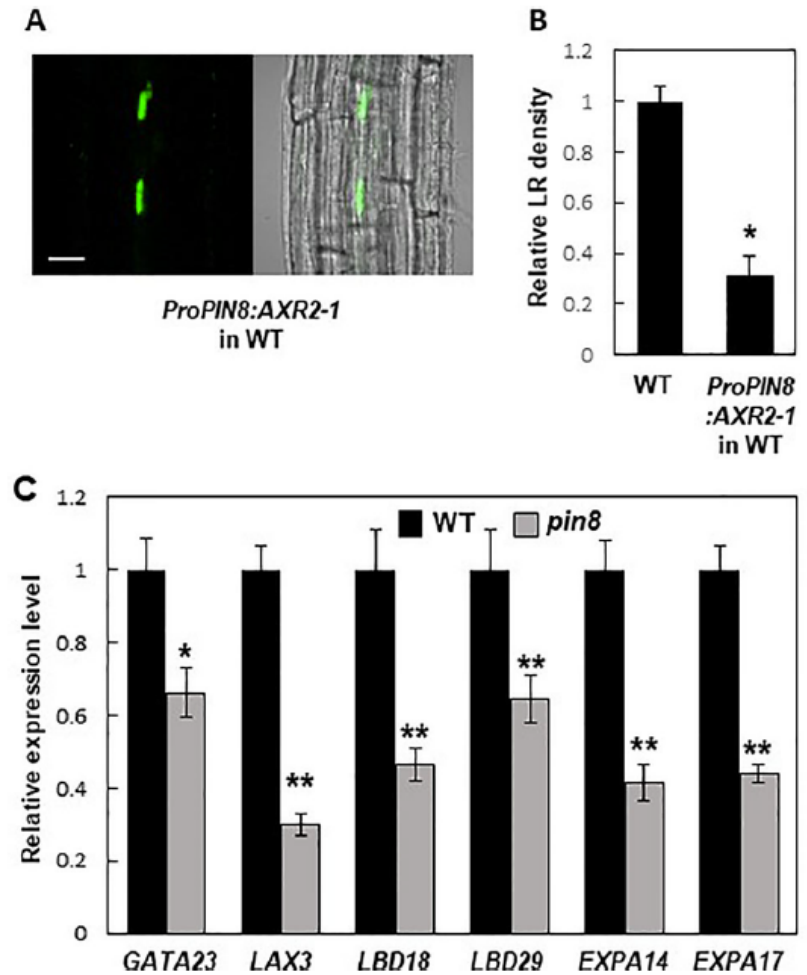 A
ProPIN8:AXR2-1
in WT
B
1.2
1
0.8
0.6
0.4
0.2
0
Relative LR density
*
WT
ProPIN8
:AXR2-1
in WT
C
1.2
1
0.8
0.6
0.4
0.2
0
Relative expression level
WT pin8
* ** ** ** ** **
GATA23 LAX3 LBD18 LBD29 EXPA14 EXPA17